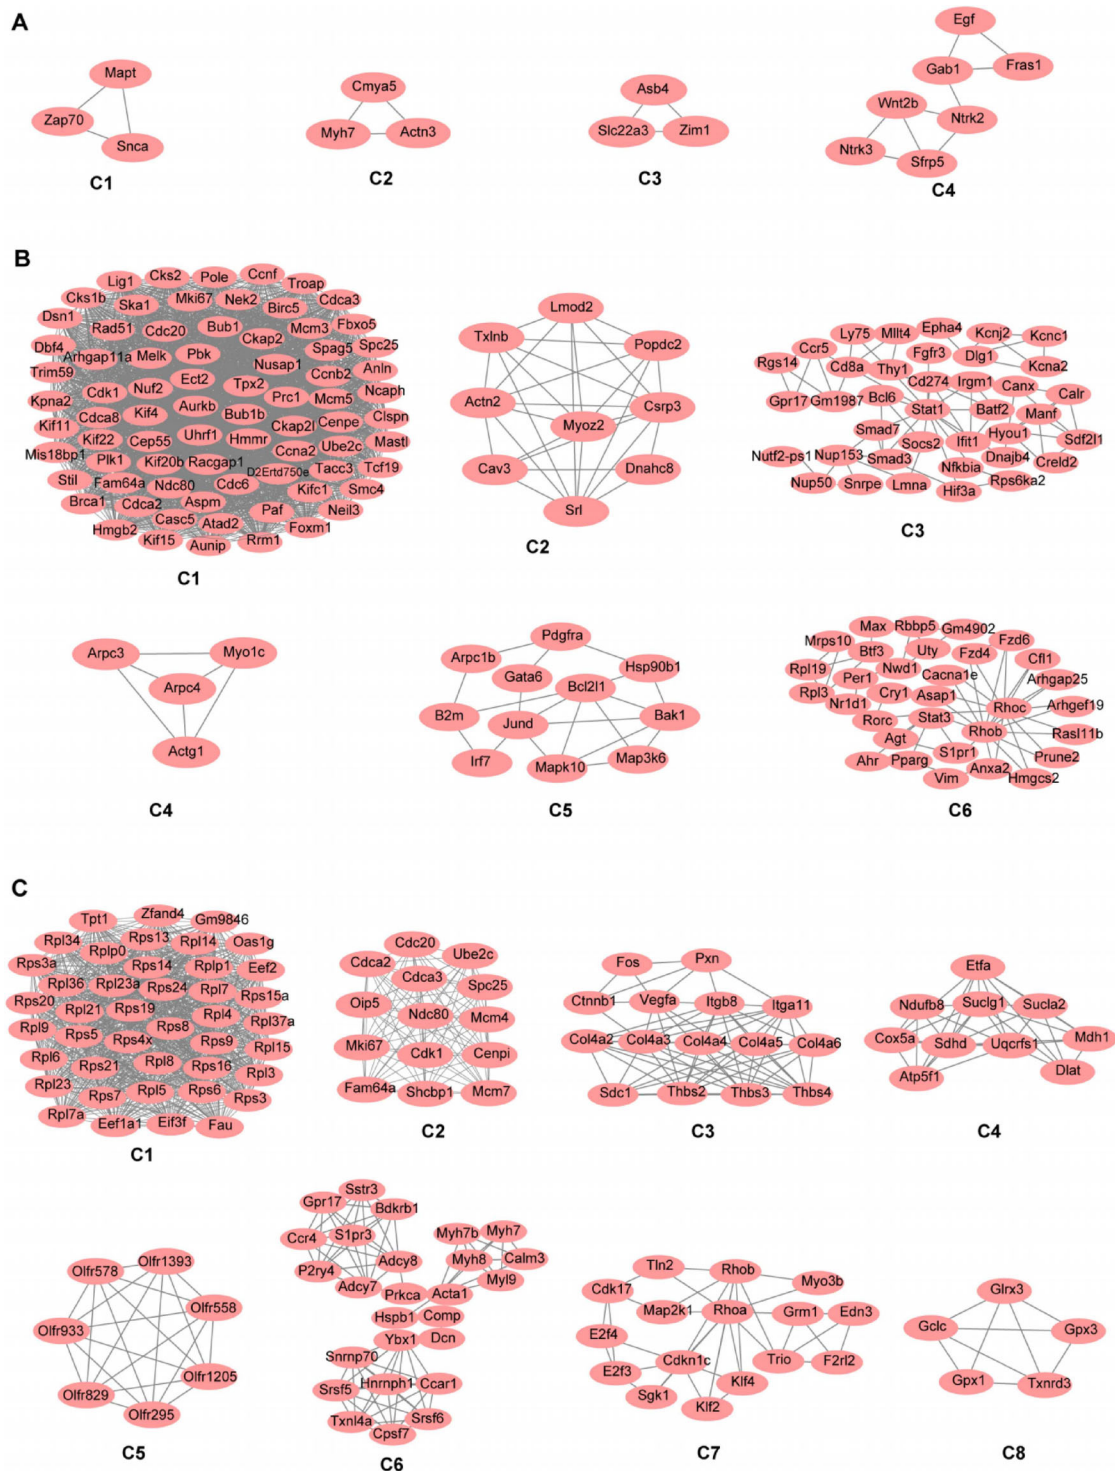 A
Mapt
Zap70
Snca
C1
Cmya5
Myh7
Actn3
C2
Asb4
Slc22a3
Zim1
C3
Egf
Gab1
Fras1
Wnt2b
Ntrk2
Ntrk3
Sfrp5
C4
B
Lig1 Cks2 Pole Ccnf Troap
Cks1b Ska1 Mki67 Nek2 Birc5 Cdca3
Dsn1 Rad51 Cdc20 Bub1 Ckap2 Mcm3 Fbxo5
Dbf4 Arhgap11a Melk Pbk Nusap1 Spag5 Spc25
Trim59 Cdk1 Nuf2 Ect2 Tpx2 Ccnb2 Anln
Kpna2 Cdca8 Kif4 Aurkb Bub1b Prc1 Mcm5 Ncaph
Kif11 Kif22 Cep55 Uhrf1 Hmmr Ckap2l Cenpe Clspn
Mis18bp1 Plk1 Kif20b Racgap1 Ccna2 Ube2c Mastl
Stil Fam64a Ndc80 Cdc6 D2Ertd750e Tacc3 Tcf19
Brca1 Cdca2 Aspm Kifc1 Smc4
Hmgb2 Casc5 Atad2 Paf Foxm1 Neil3
Kif15 Aunip Rrm1
C1
Lmod2
Txlnb
Popdc2
Actn2
Csrp3
Myoz2
Cav3
Dnahc8
Srl
C2
Ly75 Mllt4 Epha4 Kcnj2 Kcnc1
Rgs14 Ccr5 Cd8a Thy1 Fgfr3 Dlg1 Kcna2
Gpr17 Gm1987 Bcl6 Cd274 Irgm1 Canx Calr
Stat1 Batf2 Manf
Smad7 Socs2 Ifit1 Hyou1 Sdf2l1
Nutf2-ps1 Nup153 Smad3 Nfkbia Dnajb4 Creld2
Nup50 Snrpe Lmna Hif3a Rps6ka2
C3
Arpc3
Myo1c
Arpc4
Actg1
C4
Pdgfra
Arpc1b
Hsp90b1
Gata6
Bcl2l1
B2m
Jund
Bak1
Irf7
Mapk10
Map3k6
C5
Max Rbbp5 Gm4902
Mrps10 Btf3 Uty Fzd4 Fzd6
Rpl19 Nwd1 Cfl1
Rpl3 Per1 Cacna1e Arhgap25
Nr1d1 Cry1 Asap1 Rhoc Arhgef19
Rorc Stat3 Rhob Rasl11b
Agt S1pr1 Prune2
Ahr Pparg Vim Anxa2 Hmgcs2
C6
C
Tpt1 Zfand4 Gm9846
Rpl34 Rplp0 Rps13 Rpl14 Oas1g
Rps3a Rps14 Rplp1 Eef2
Rpl36 Rpl23a Rps24 Rpl7 Rps15a
Rps20 Rpl21 Rps19 Rpl4 Rpl37a
Rpl9 Rps5 Rps4x Rps8 Rps9 Rpl15
Rpl6 Rps21 Rpl8 Rps16 Rpl3
Rpl23 Rps7 Rpl5 Rps6 Rps3
Rpl7a Eef1a1 Eif3f Fau
C1
Cdc20
Cdca2 Ube2c
Cdca3
Oip5 Spc25
Ndc80 Mcm4
Mki67 Cdk1 Cenpi
Fam64a Shcbp1 Mcm7
C2
Fos Pxn
Ctnnb1 Vegfa Itgb8 Itga11
Col4a2 Col4a3 Col4a4 Col4a5 Col4a6
Sdc1 Thbs2 Thbs3 Thbs4
C3
Etfa
Ndufb8 Suclg1 Sucla2
Cox5a Sdhd Uqcrfs1 Mdh1
Atp5f1 Dlat
C4
Olfr578 Olfr1393
Olfr558
Olfr933
Olfr1205
Olfr829
Olfr295
C5
Sstr3
Gpr17 Bdkrb1
Ccr4 S1pr3
P2ry4 Adcy8
Adcy7 Prkca
Myh7b Myh7
Myh8 Calm3
Acta1 Myl9
Hspb1 Comp
Ybx1 Dcn
Snrnp70
Srsf5 Hnrnph1 Ccar1
Txnl4a Cpsf7 Srsf6
C6
Tln2 Rhob
Cdk17 Myo3b
Map2k1 Rhoa Grm1 Edn3
E2f4
E2f3 Cdkn1c Trio F2rl2
Sgk1 Klf4
Klf2
C7
Glrx3
Gclc Gpx3
Gpx1 Txnrd3
C8